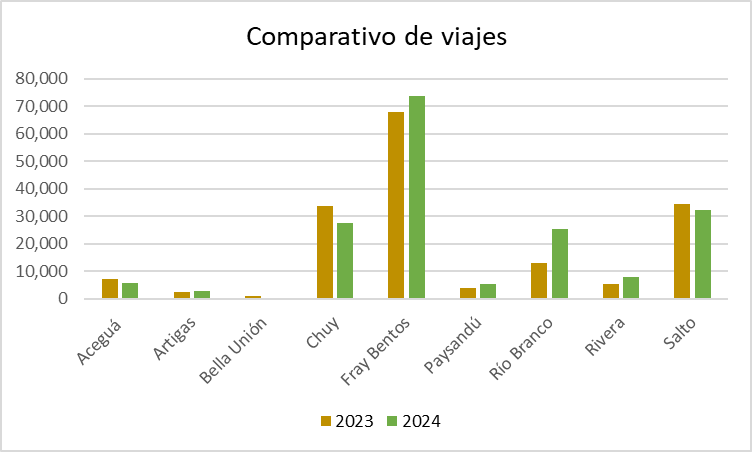 Comparativo de viajes
80,000
70,000
60,000
50,000
40,000
30,000
20,000
10,000
0
Aceguá
Artigas
Bella Unión
Chuy
Fray Bentos
Paysandú
Río Branco
Rivera
Salto
2023 2024